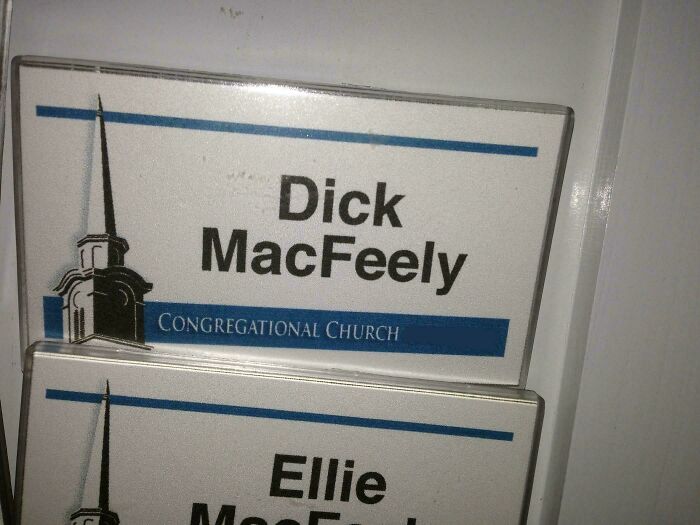 Dick
MacFeely
CONGREGATIONAL CHURCH
Ellie